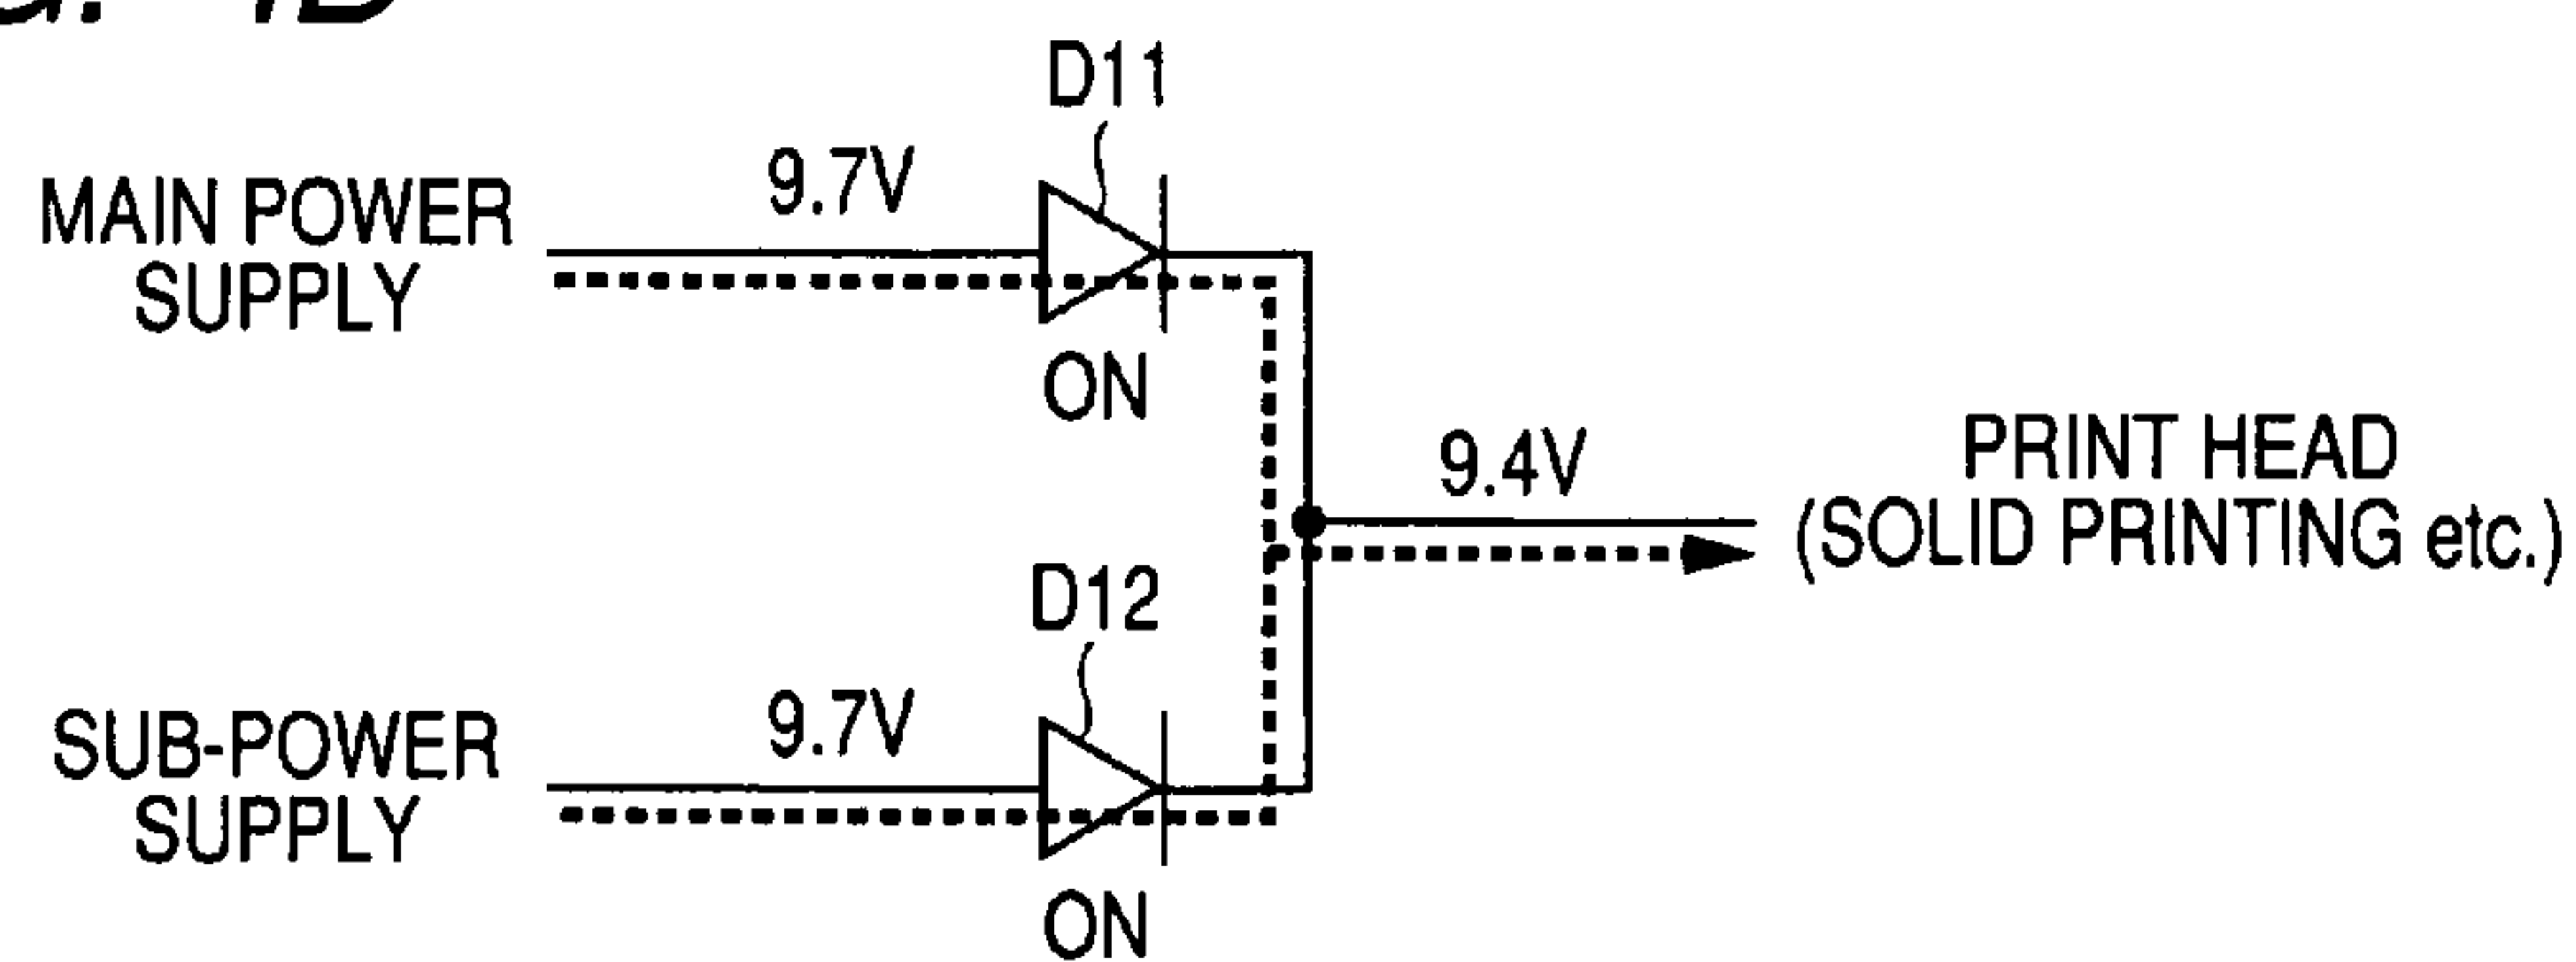 D11
9.7V
MAIN POWER
SUPPLY
ON
9.4V
PRINT HEAD
(SOLID PRINTING etc.)
D12
9.7V
SUB-POWER
SUPPLY
ON